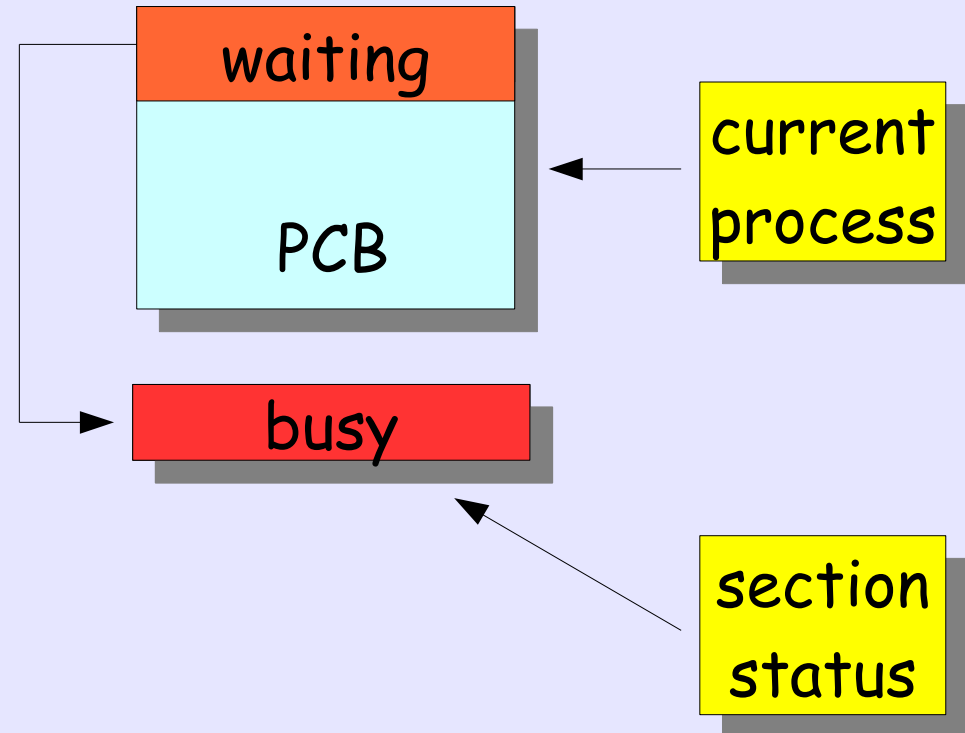 waiting
PCB
current
process
busy
section
status